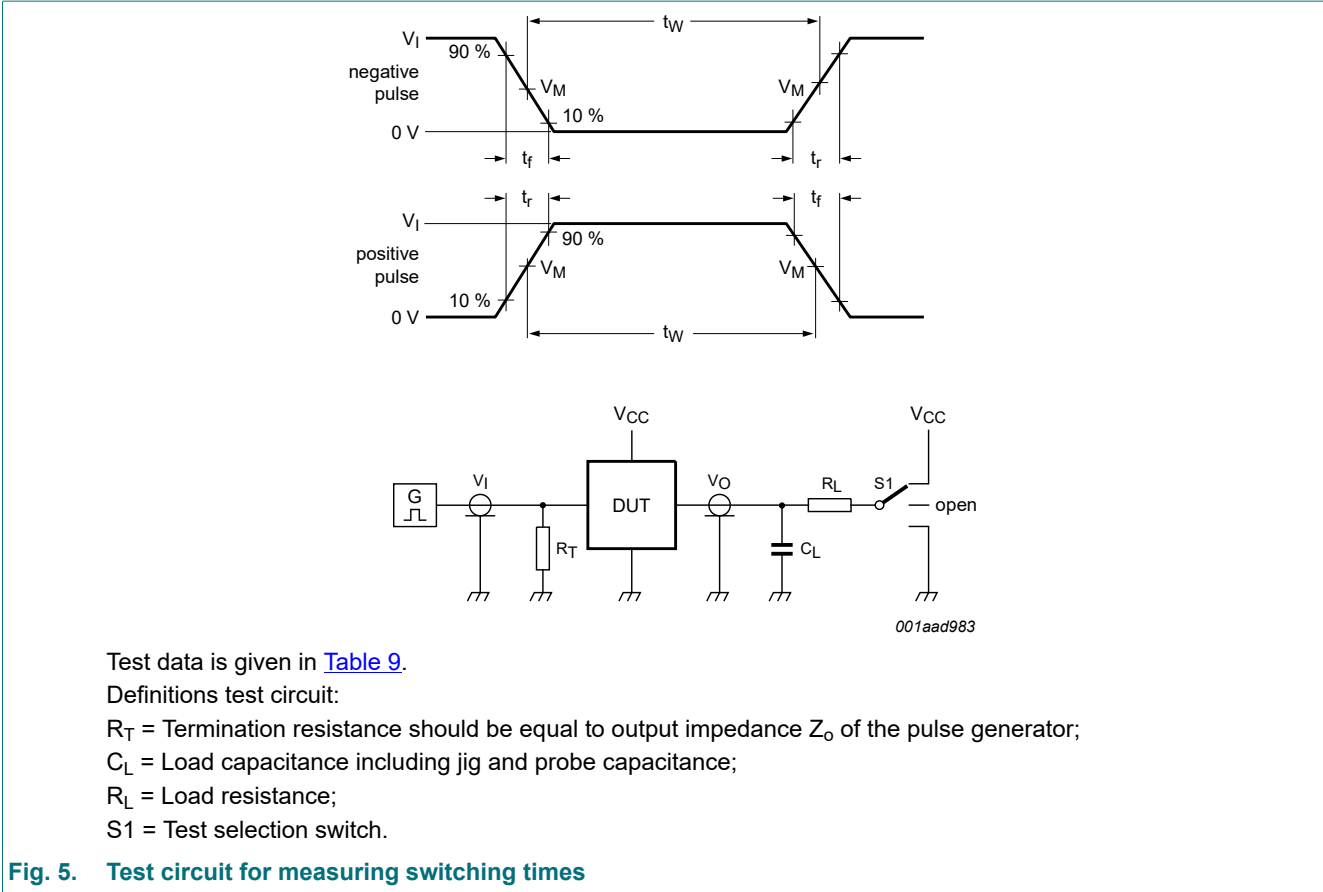 tW
VI
90 %
negative
pulse
VM
VM
10 %
0 V
tf
tr
tr
tf
VI
90 %
positive
pulse
VM
VM
10 %
0 V
tW
VCC
VCC
G
VI
DUT
VO
RL
S1
open
RT
CL
001aad983
Test data is given in Table 9.
Definitions test circuit:
RT = Termination resistance should be equal to output impedance Zo of the pulse generator;
CL = Load capacitance including jig and probe capacitance;
RL = Load resistance;
S1 = Test selection switch.
Fig. 5. Test circuit for measuring switching times